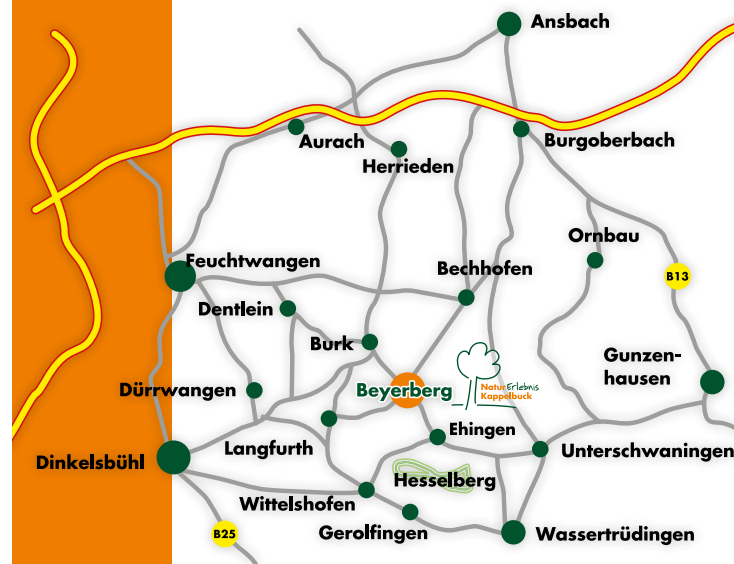 Ansbach
Aurach
Burgoberbach
Herrieden
Ornbau
Feuchtwangen
Bechhofen
B13
Dentlein
Burk
Gunzen-
hausen
Dürrwangen
Beyerberg
NaturErlebnis
Kappelbuck
Ehingen
Langfurth
Unterschwaningen
Dinkelsbühl
Hesselberg
Wittelshofen
Gerolfingen
Wassertrüdingen
B25